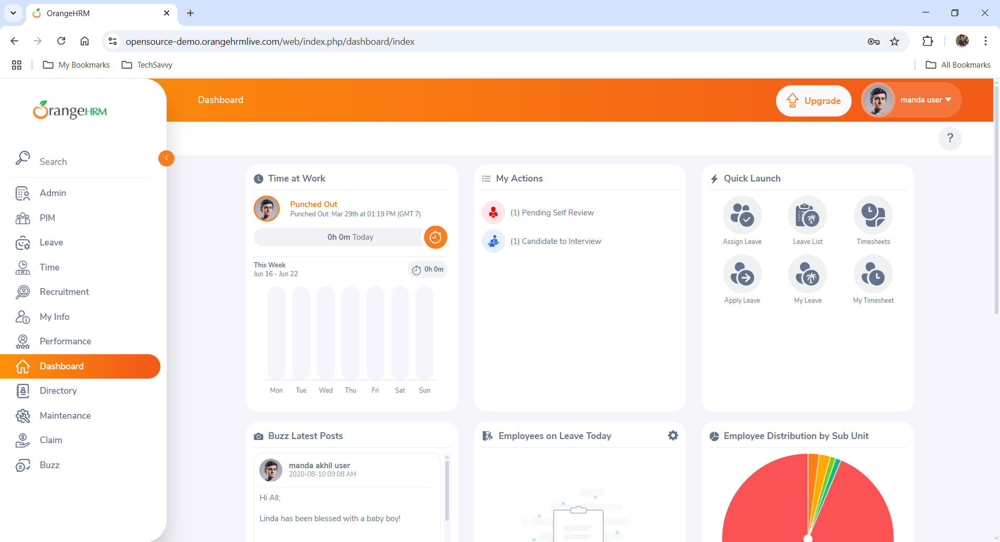 OrangeHRM
opensource-demo.orangehrmlive.com/web/index.php/dashboard/index
My Bookmarks
TechSavvy
All Bookmarks
OrangeHRM
Dashboard
Upgrade
manda user
?
Search
Admin
PIM
Leave
Time
Recruitment
My Info
Performance
Dashboard
Directory
Maintenance
Claim
Buzz
Time at Work
Punched Out
Punched Out: Mar 29th at 01:19 PM (GMT 7)
0h 0m Today
This Week
Jun 16 - Jun 22
0h 0m
Mon Tue Wed Thu Fri Sat Sun
My Actions
(1) Pending Self Review
(1) Candidate to Interview
Quick Launch
Assign Leave
Leave List
Timesheets
Apply Leave
My Leave
My Timesheet
Buzz Latest Posts
manda akhil user
2020-08-10 09:08 AM
Hi All;
Linda has been blessed with a baby boy!
Employees on Leave Today
Employee Distribution by Sub Unit